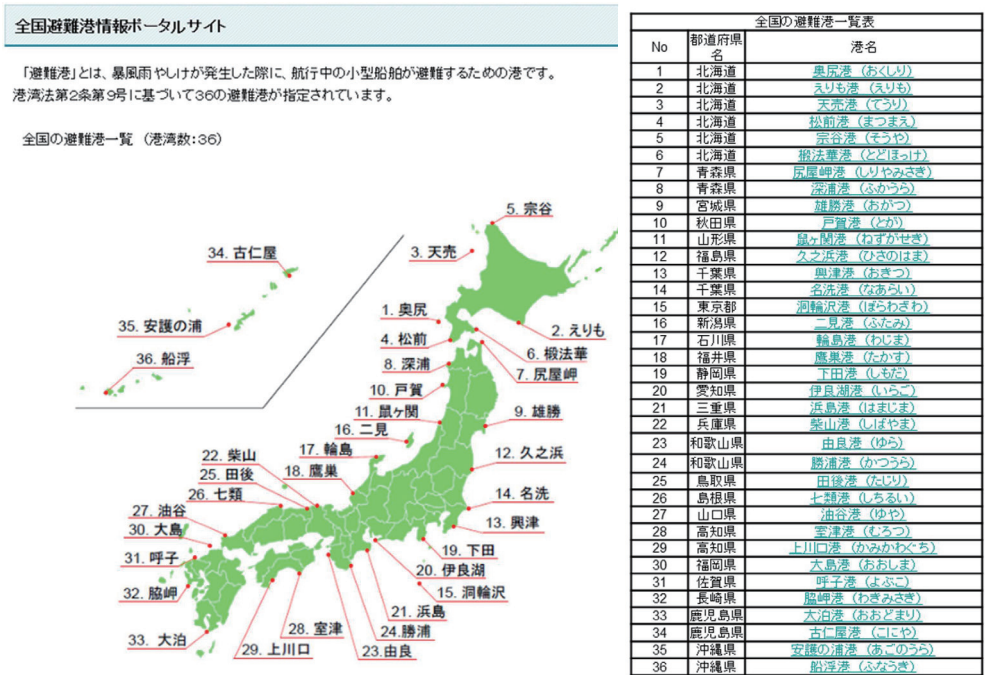 全国避難港情報ポータルサイト
「避難港」とは、暴風雨やしけが発生した際に、航行中の小型船舶が避難するための港です。
港湾法第2条第9号に基づいて36の避難港が指定されています。
全国の避難港一覧 (港湾数:36)
5. 宗谷
34. 古仁屋
3. 天売
1. 奥尻
35. 安護の浦
2. えりも
4. 松前
36. 船浮
6. 椴法華
8. 深浦
7. 尻屋岬
10. 戸賀
11. 鼠ヶ関
9. 雄勝
16. 二見
17. 輪島
12. 久之浜
22. 柴山
18. 鷹巣
25. 田後
26. 七類
14. 名洗
27. 油谷
13. 興津
30. 大島
19. 下田
31. 呼子
20. 伊良湖
32. 脇岬
15. 洞輪沢
21. 浜島
28. 室津
24.勝浦
33. 大泊
29. 上川口
23.由良
全国の避難港一覧表
No 都道府県名 港名
1 北海道 奥尻港 (おくしり)
2 北海道 えりも港 (えりも)
3 北海道 天売港 (てうり)
4 北海道 松前港 (まつまえ)
5 北海道 宗谷港 (そうや)
6 北海道 椴法華港 (とどほっけ)
7 青森県 尻屋岬港 (しりやみさき)
8 青森県 深浦港 (ふかうら)
9 宮城県 雄勝港 (おがつ)
10 秋田県 戸賀港 (とが)
11 山形県 鼠ヶ関港 (ねずがせき)
12 福島県 久之浜港 (ひさのはま)
13 千葉県 興津港 (おきつ)
14 千葉県 名洗港 (なあらい)
15 東京都 洞輪沢港 (ぼらわざわ)
16 新潟県 二見港 (ふたみ)
17 石川県 輪島港 (わじま)
18 福井県 鷹巣港 (たかす)
19 静岡県 下田港 (しもだ)
20 愛知県 伊良湖港 (いらご)
21 三重県 浜島港 (はまじま)
22 兵庫県 柴山港 (しばやま)
23 和歌山県 由良港 (ゆら)
24 和歌山県 勝浦港 (かつうら)
25 鳥取県 田後港 (たじり)
26 島根県 七類港 (しちるい)
27 山口県 油谷港 (ゆや)
28 高知県 室津港 (むろつ)
29 高知県 上川口港 (かみかわぐち)
30 福岡県 大島港 (おおしま)
31 佐賀県 呼子港 (よぶこ)
32 長崎県 脇岬港 (わきみさき)
33 鹿児島県 大泊港 (おおどまり)
34 鹿児島県 古仁屋港 (こにや)
35 沖縄県 安護の浦港 (あごのうら)
36 沖縄県 船浮港 (ふなうき)